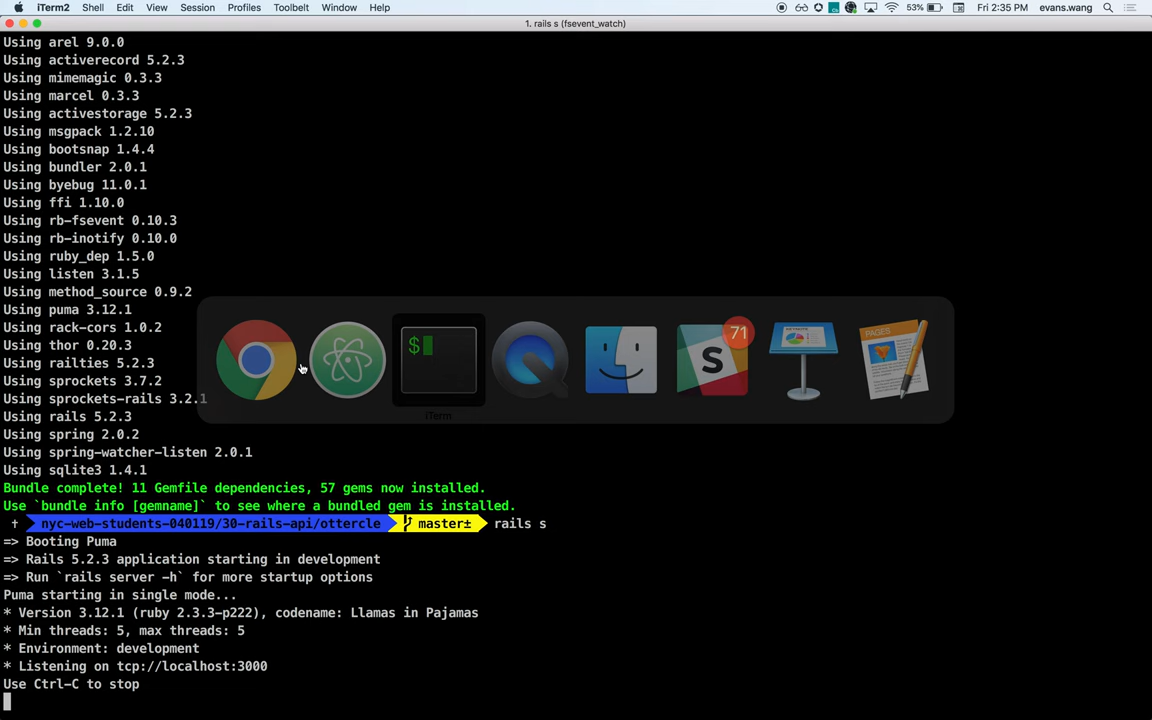 iTerm2 Shell Edit View Session Profiles Toolbelt Window Help 53% Fri 2:35 PM evans.wang
1. rails s (fsevent_watch)
Using arel 9.0.0
Using activerecord 5.2.3
Using mimemagic 0.3.3
Using marcel 0.3.3
Using activestorage 5.2.3
Using msgpack 1.2.10
Using bootsnap 1.4.4
Using bundler 2.0.1
Using byebug 11.0.1
Using ffi 1.10.0
Using rb-fsevent 0.10.3
Using rb-inotify 0.10.0
Using ruby_dep 1.5.0
Using listen 3.1.5
Using method_source 0.9.2
Using puma 3.12.1
Using rack-cors 1.0.2
Using thor 0.20.3
Using railties 5.2.3
Using sprockets 3.7.2
Using sprockets-rails 3.2.1
$
71
S
PAGES
iTerm
Using rails 5.2.3
Using spring 2.0.2
Using spring-watcher-listen 2.0.1
Using sqlite3 1.4.1
Bundle complete! 11 Gemfile dependencies, 57 gems now installed.
Use `bundle info [gemname]` to see where a bundled gem is installed.
† nyc-web-students-040119/30-rails-api/ottercle master± rails s
=> Booting Puma
=> Rails 5.2.3 application starting in development
=> Run `rails server -h` for more startup options
Puma starting in single mode...
* Version 3.12.1 (ruby 2.3.3-p222), codename: Llamas in Pajamas
* Min threads: 5, max threads: 5
* Environment: development
* Listening on tcp://localhost:3000
Use Ctrl-C to stop